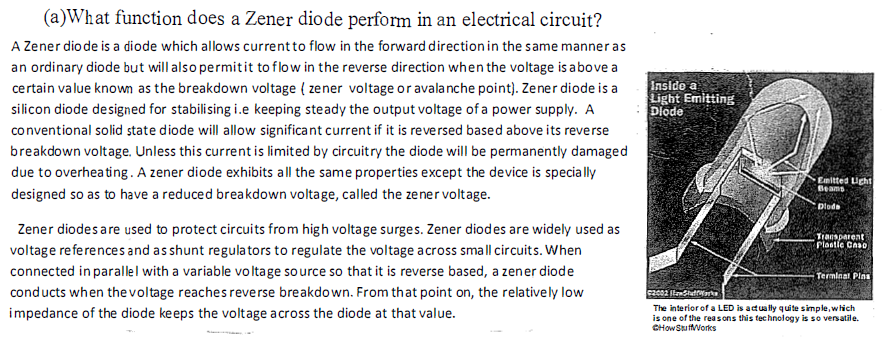 (a)What function does a Zener diode perform in an electrical circuit?
A Zener diode is a diode which allows current to flow in the forward direction in the same manner as
an ordinary diode but will also permit it to flow in the reverse direction when the voltage is above a
certain value known as the breakdown voltage ( zener voltage or avalanche point). Zener diode is a
silicon diode designed for stabilising i.e keeping steady the output voltage of a power supply. A
conventional solid state diode will allow significant current if it is reversed based above its reverse
breakdown voltage. Unless this current is limited by circuitry the diode will be permanently damaged
due to overheating. A zener diode exhibits all the same properties except the device is specially
designed so as to have a reduced breakdown voltage, called the zener voltage.
Zener diodes are used to protect circuits from high voltage surges. Zener diodes are widely used as
voltage references and as shunt regulators to regulate the voltage across small circuits. When
connected in parallel with a variable voltage source so that it is reverse based, a zener diode
conducts when the voltage reaches reverse breakdown. From that point on, the relatively low
impedance of the diode keeps the voltage across the diode at that value.
Inside a
Light Emitting
Diode
Emitted Light
Beams
Diode
Transparent
Plastic Case
Terminal Pins
©2002 HowStuffWorks
The interior of a LED is actually quite simple, which
is one of the reasons this technology is so versatile.
©HowStuffWorks